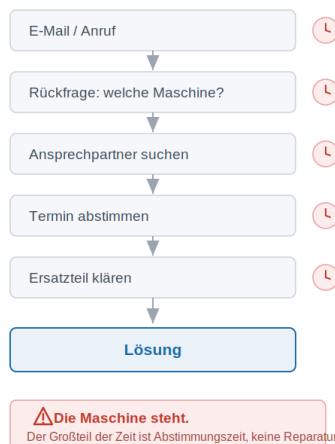 E-Mail / Anruf
Rückfrage: welche Maschine?
Ansprechpartner suchen
Termin abstimmen
Ersatzteil klären
Lösung
Die Maschine steht.
Der Großteil der Zeit ist Abstimmungszeit, keine